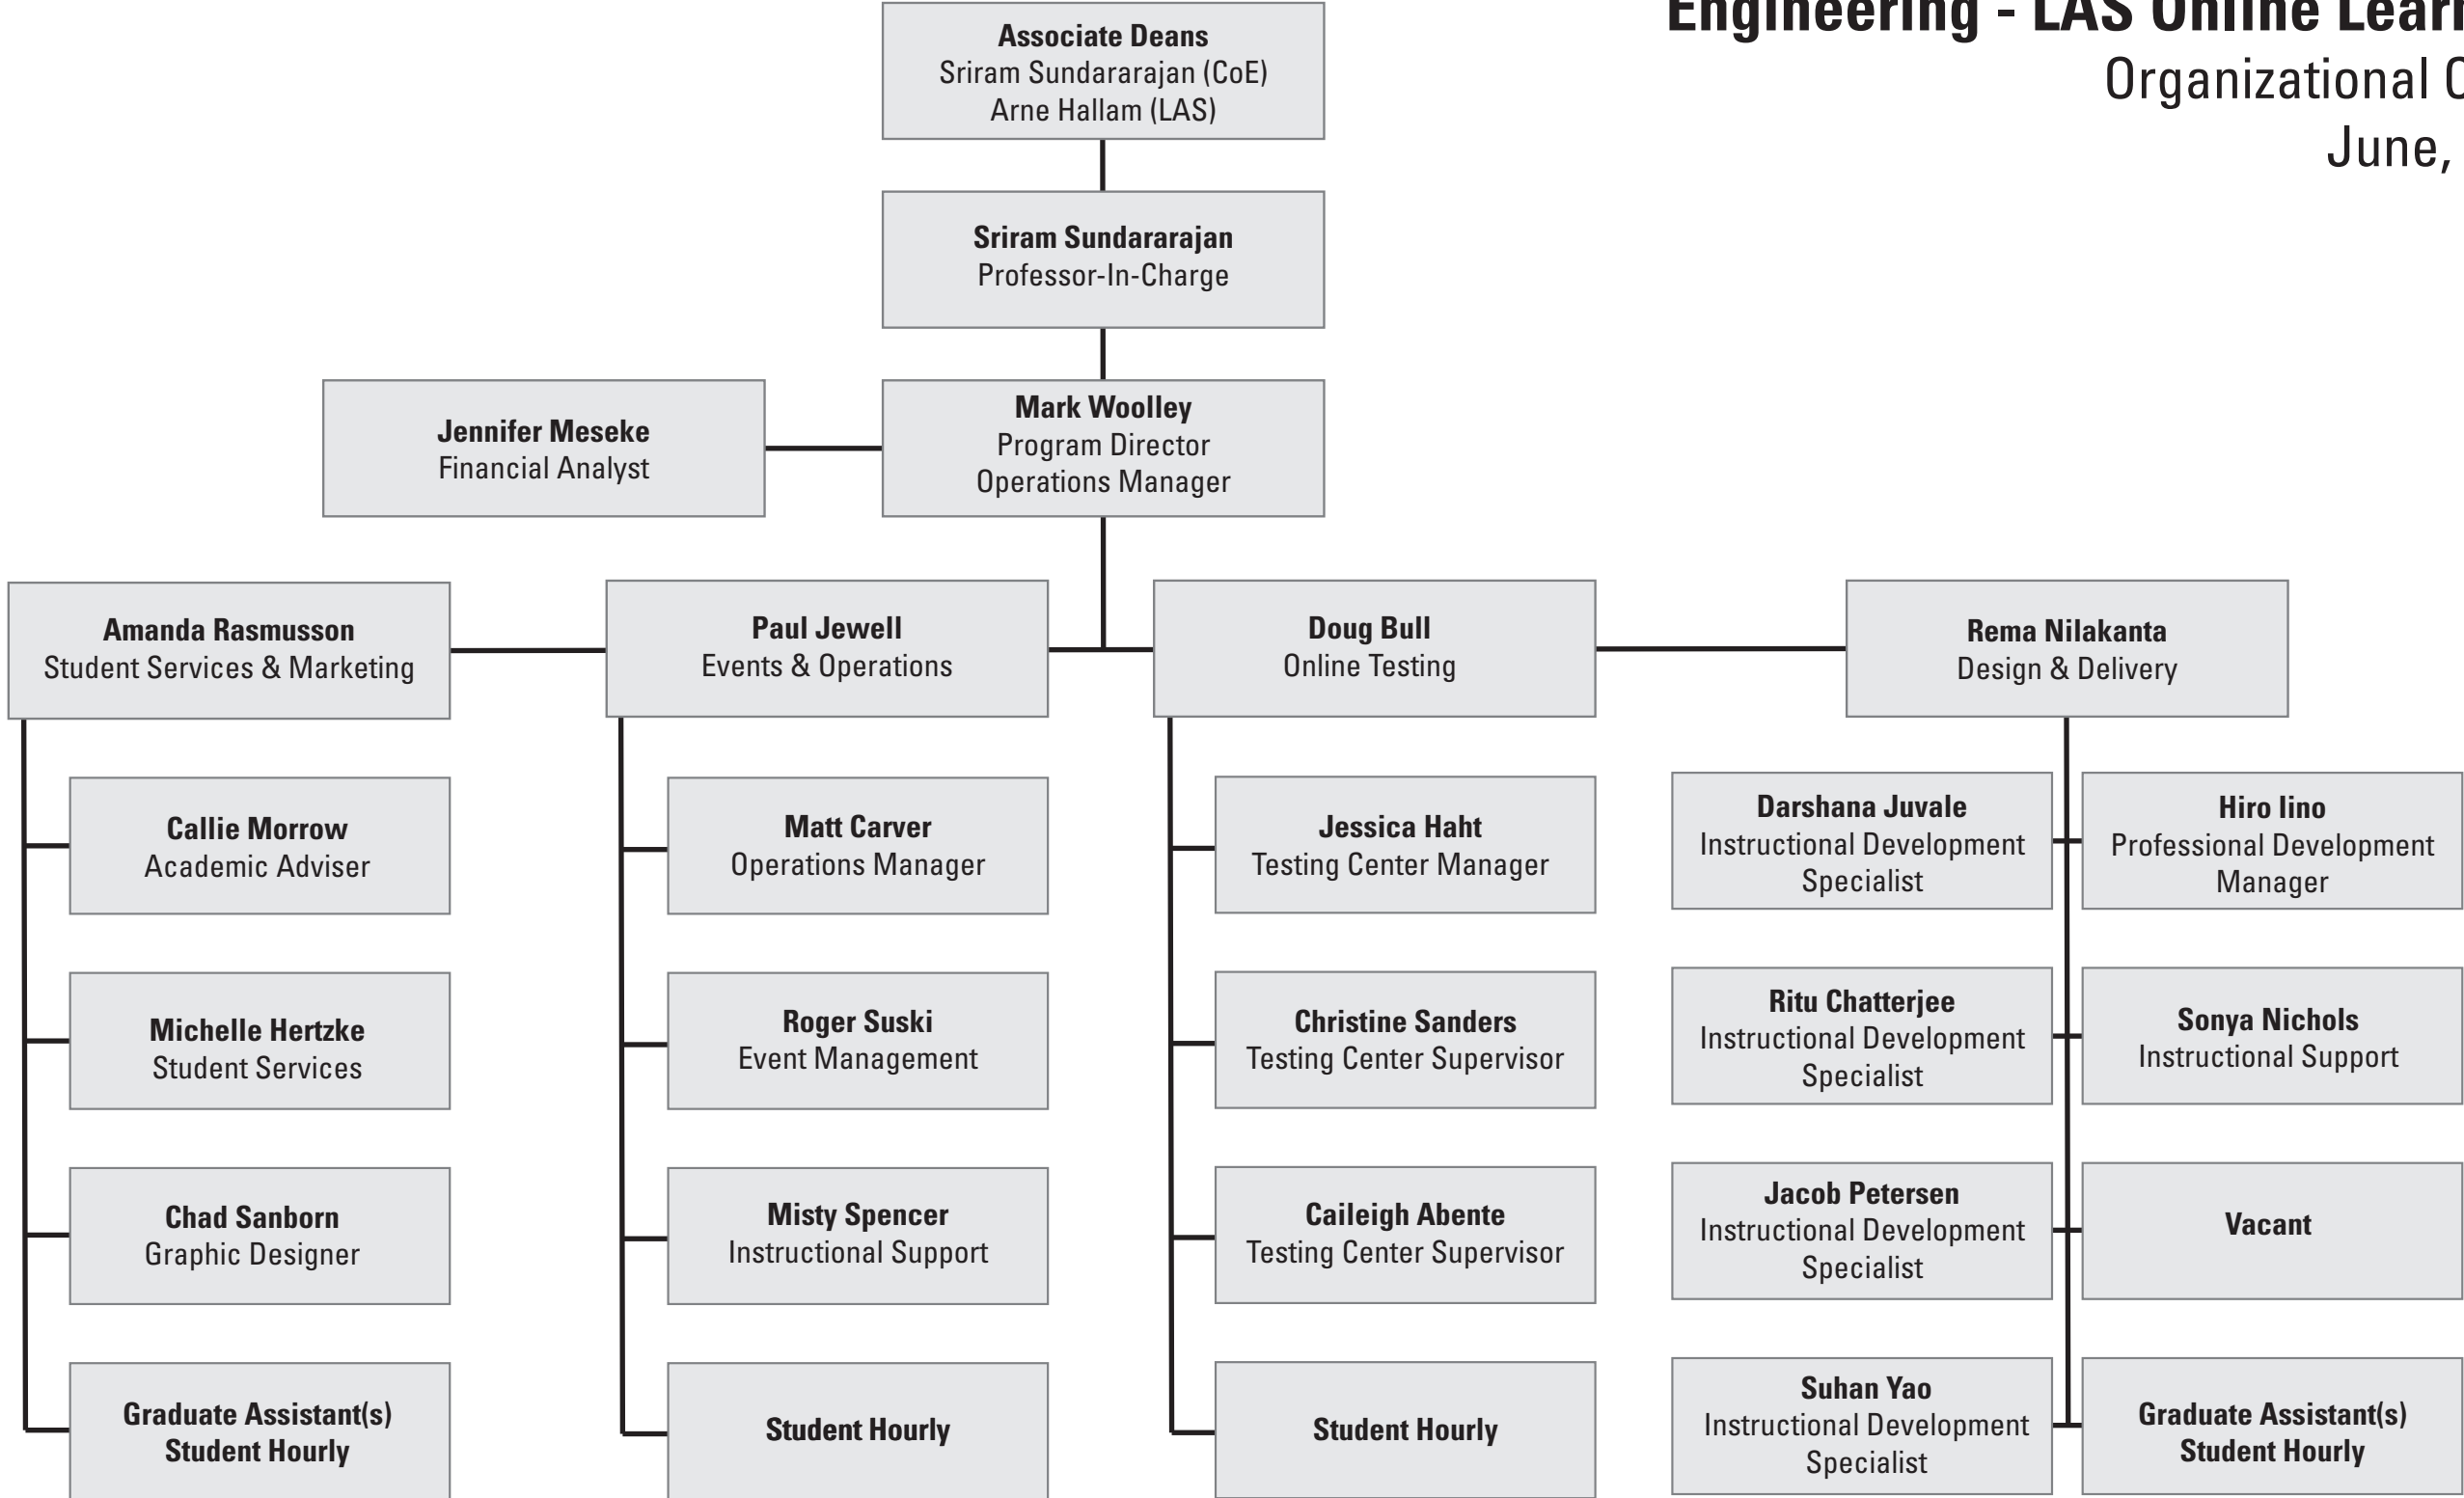 Engineering - LAS Online
Organizational
June,
Associate Deans
Sriram Sundararajan (CoE)
Arne Hallam (LAS)
Sriram Sundararajan
Professor-In-Charge
Jennifer Meseke
Financial Analyst
Mark Woolley
Program Director
Operations Manager
Amanda Rasmusson
Student Services & Marketing
Paul Jewell
Events & Operations
Doug Bull
Online Testing
Rema Nilakanta
Design & Delivery
Callie Morrow
Academic Adviser
Michelle Hertzke
Student Services
Chad Sanborn
Graphic Designer
Graduate Assistant(s)
Student Hourly
Matt Carver
Operations Manager
Roger Suski
Event Management
Misty Spencer
Instructional Support
Student Hourly
Jessica Haht
Testing Center Manager
Christine Sanders
Testing Center Supervisor
Caileigh Abente
Testing Center Supervisor
Student Hourly
Darshana Juvale
Instructional Development
Specialist
Ritu Chatterjee
Instructional Development
Specialist
Jacob Petersen
Instructional Development
Specialist
Suhan Yao
Instructional Development
Specialist
Hiro Iino
Professional Development
Manager
Sonya Nichols
Instructional Support
Vacant
Graduate Assistant(s)
Student Hourly